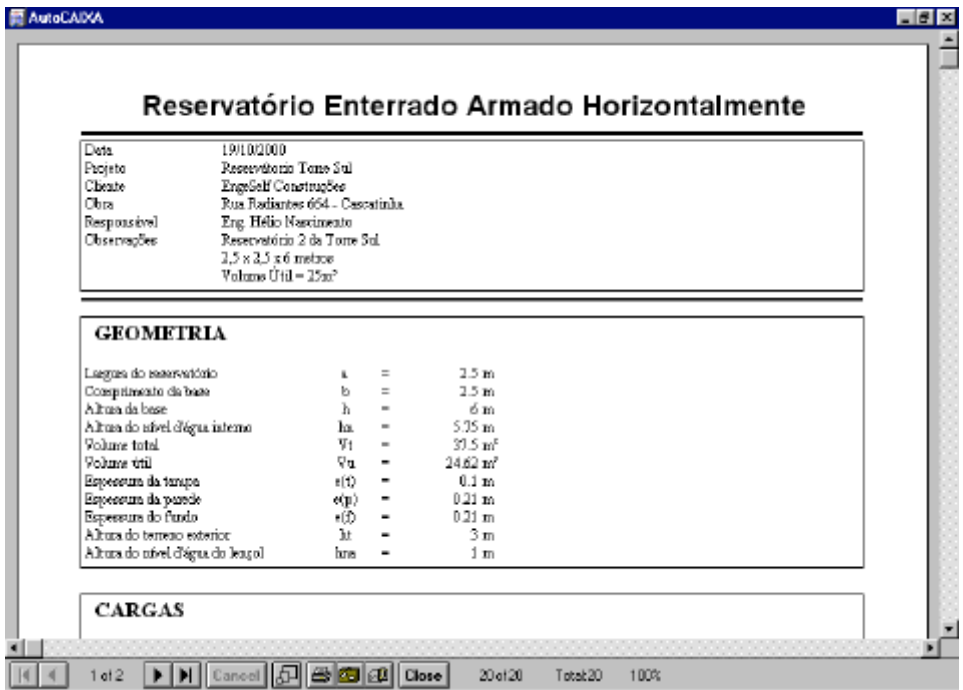 AutoCAIXA
Reservatório Enterrado Armado Horizontalmente
Data 19/10/2000
Projeto Reservátorio Torre Sul
Cliente EngeSelf Construções
Obra Rua Radiantes 664 - Cascatinha
Responsável Eng. Hélio Nascimento
Observações Reservatório 2 da Torre Sul
2,5 x 2,5 x 6 metros
Volume Útil = 25m³
GEOMETRIA
Largura do reservatório a = 2.5 m
Comprimento da base b = 2.5 m
Altura da base h = 6 m
Altura do nível d'água interno ha = 5.75 m
Volume total Vt = 37.5 m³
Volume útil Vu = 24.62 m³
Espessura da tampa e(t) = 0.1 m
Espessura da parede e(p) = 0.21 m
Espessura do fundo e(f) = 0.21 m
Altura do terreno exterior ht = 3 m
Altura do nível d'água do lençol hna = 1 m
CARGAS
1 of 2 Cancel Close 20 of 20 Total:20 100%